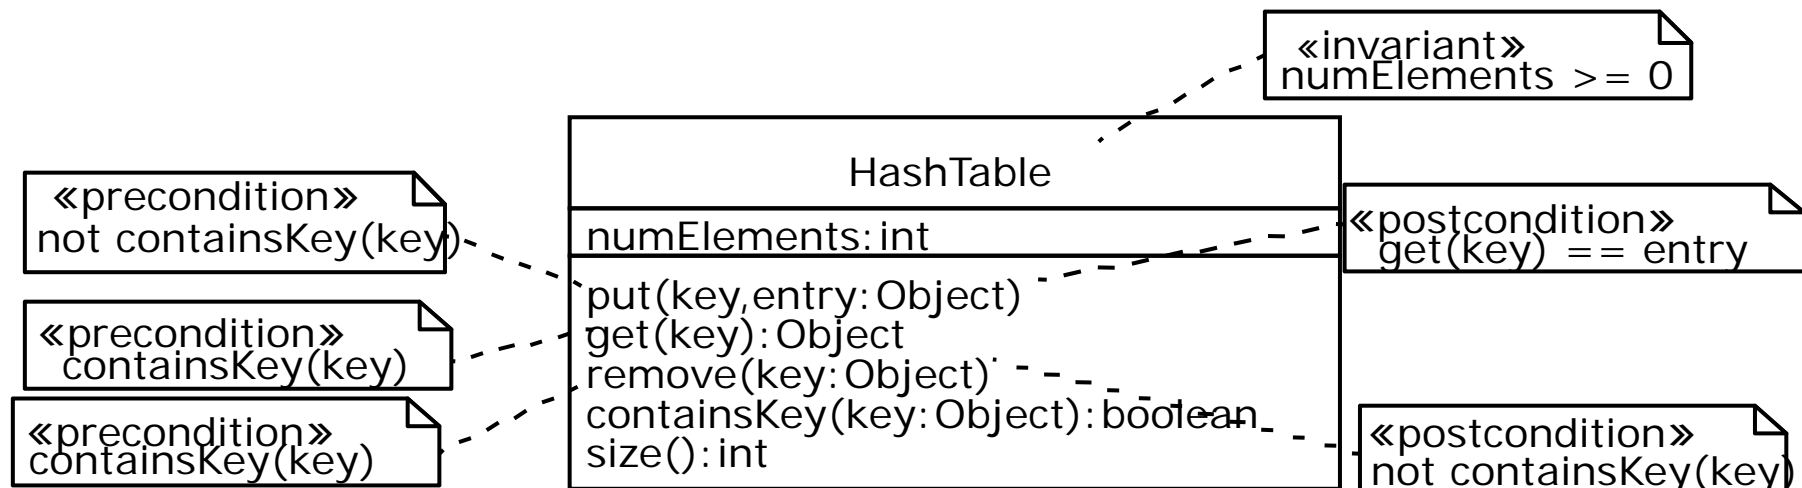 «invariant»
numElements >= 0
HashTable
«precondition»
not containsKey(key)
numElements:int
«postcondition»
get(key) == entry
put(key,entry:Object)
get(key):Object
remove(key:Object)
containsKey(key:Object):boolean
size():int
«precondition»
containsKey(key)
«precondition»
containsKey(key)
«postcondition»
not containsKey(key)